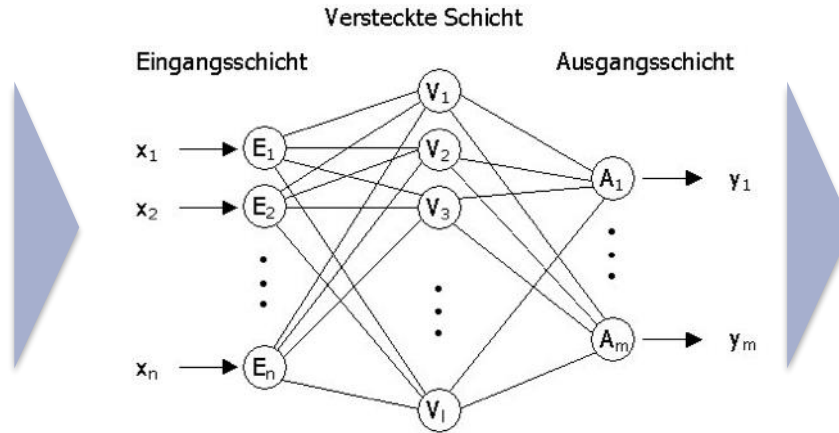 Versteckte Schicht
Eingangsschicht
Ausgangsschicht
V1
x1 E1 V2
A1 y1
x2 E2 V3
xn En
Am ym
Vl